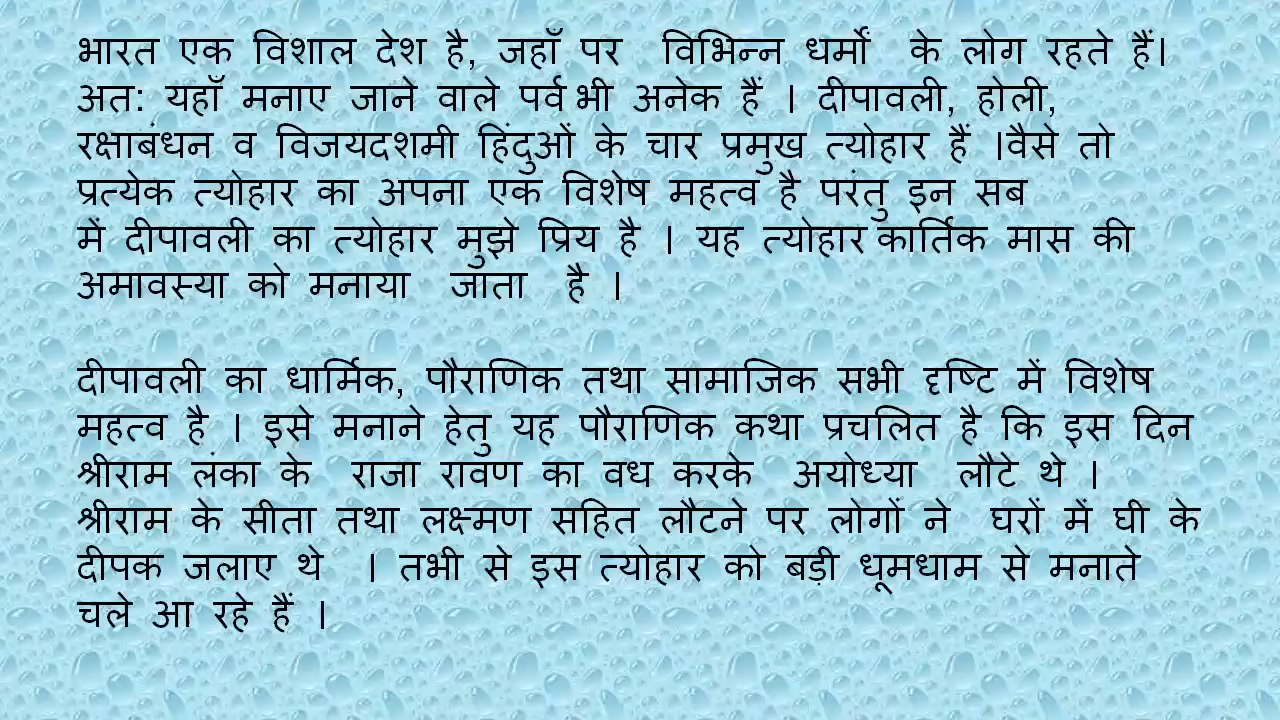 भारत एक विशाल देश है, जहाँ पर विभिन्न धर्मों के लोग रहते हैं।
अत: यहाँ मनाए जाने वाले पर्व भी अनेक हैं । दीपावली, होली,
रक्षाबंधन व विजयदशमी हिंदुओं के चार प्रमुख त्योहार हैं ।वैसे तो
प्रत्येक त्योहार का अपना एक विशेष महत्व है परंतु इन सब
में दीपावली का त्योहार मुझे प्रिय है । यह त्योहार कार्तिक मास की
अमावस्या को मनाया जाता है ।
दीपावली का धार्मिक, पौराणिक तथा सामाजिक सभी दृष्टि में विशेष
महत्व है । इसे मनाने हेतु यह पौराणिक कथा प्रचलित है कि इस दिन
श्रीराम लंका के राजा रावण का वध करके अयोध्या लौटे थे ।
श्रीराम के सीता तथा लक्ष्मण सहित लौटने पर लोगों ने घरों में घी के
दीपक जलाए थे । तभी से इस त्योहार को बड़ी धूमधाम से मनाते
चले आ रहे हैं ।